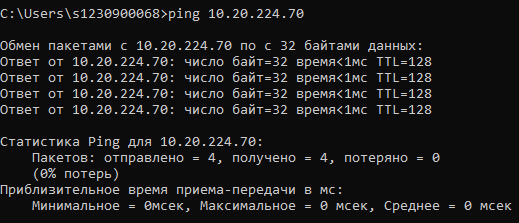 C:\Users\s1230900068>ping 10.20.224.70
Обмен пакетами с 10.20.224.70 по с 32 байтами данных:
Ответ от 10.20.224.70: число байт=32 время<1мс TTL=128
Ответ от 10.20.224.70: число байт=32 время<1мс TTL=128
Ответ от 10.20.224.70: число байт=32 время<1мс TTL=128
Ответ от 10.20.224.70: число байт=32 время<1мс TTL=128
Статистика Ping для 10.20.224.70:
Пакетов: отправлено = 4, получено = 4, потеряно = 0
(0% потерь)
Приблизительное время приема-передачи в мс:
Минимальное = 0мсек, Максимальное = 0 мсек, Среднее = 0 мсек